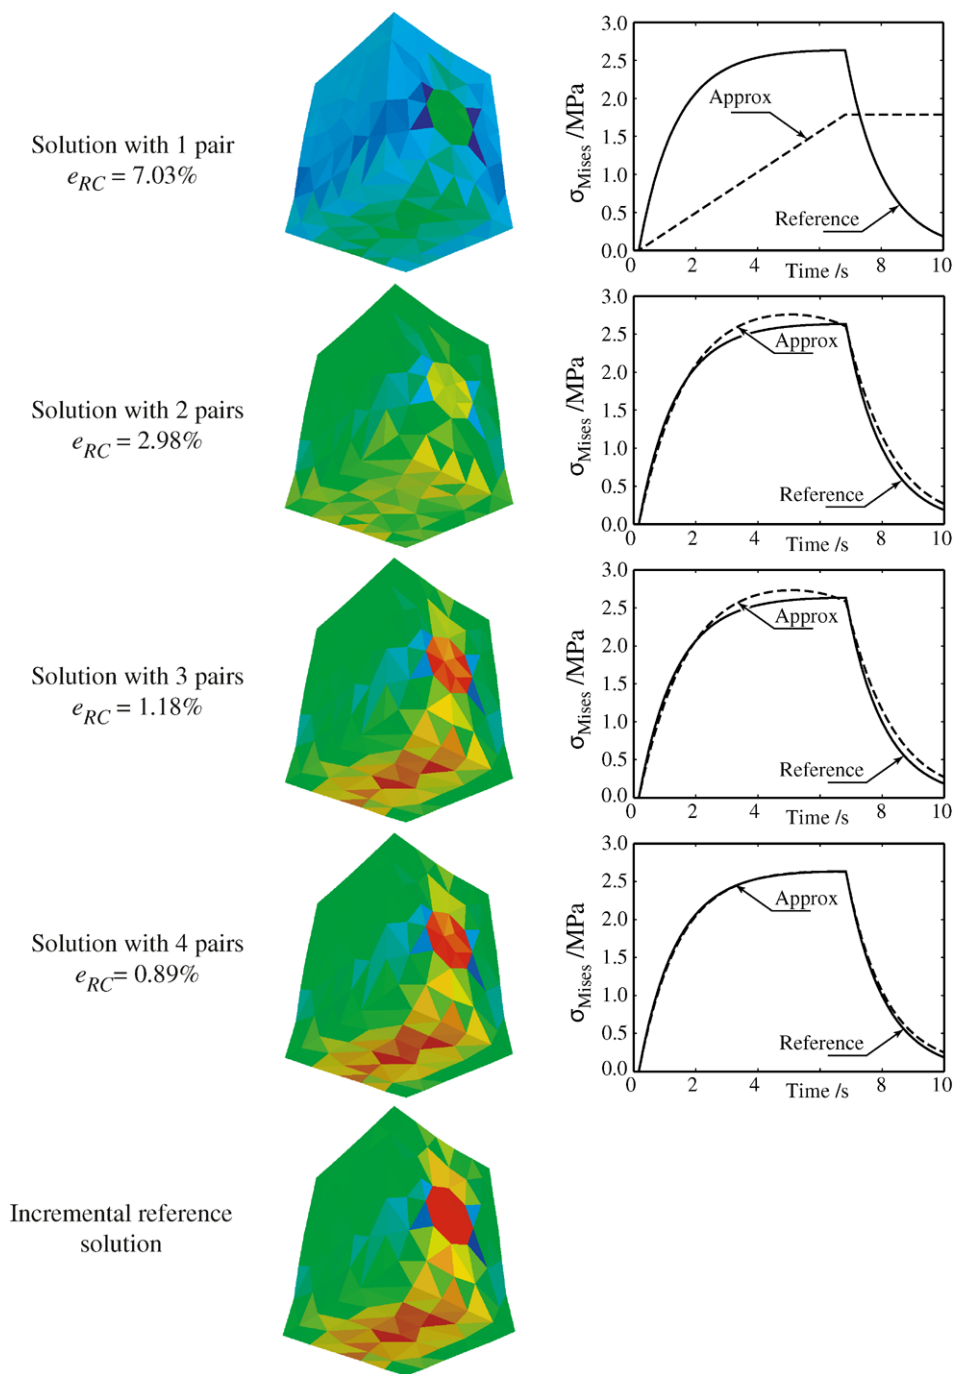 Solution with 1 pair
e_RC = 7.03%
3.0
2.5
2.0
1.5
1.0
0.5
0.0
σ_Mises /MPa
Approx
Reference
0 2 4 Time /s 8 10
Solution with 2 pairs
e_RC = 2.98%
3.0
2.5
2.0
1.5
1.0
0.5
0.0
σ_Mises /MPa
Approx
Reference
0 2 4 6 8 10
Time /s
Solution with 3 pairs
e_RC = 1.18%
3.0
2.5
2.0
1.5
1.0
0.5
0.0
σ_Mises /MPa
Approx
Reference
0 2 4 6 8 10
Time /s
Solution with 4 pairs
e_RC= 0.89%
3.0
2.5
2.0
1.5
1.0
0.5
0.0
σ_Mises /MPa
Approx
Reference
0 2 4 6 8 10
Time /s
Incremental reference
solution